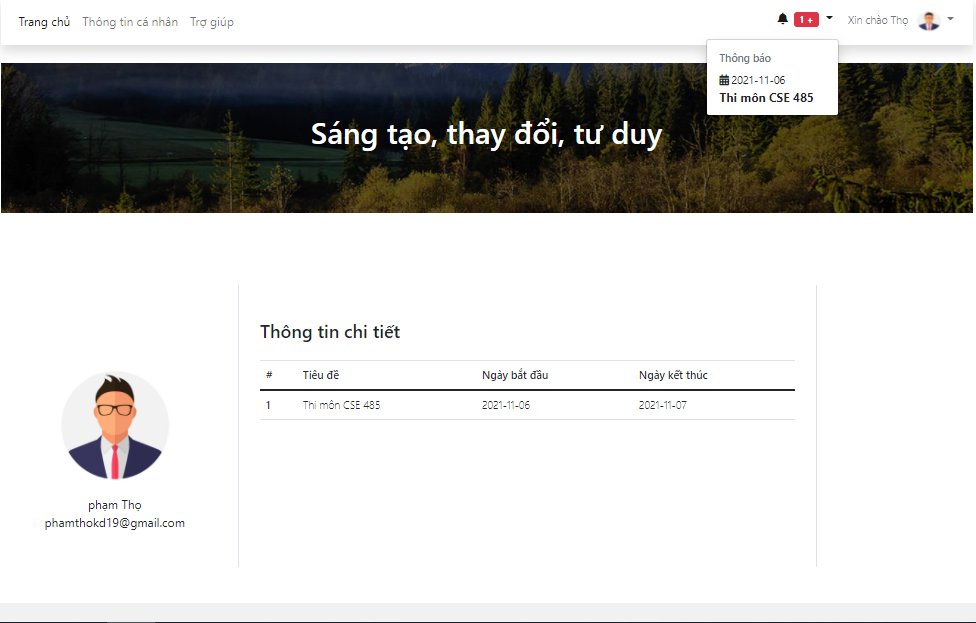 Trang chủ Thông tin cá nhân Trợ giúp 1 + Xin chào Thọ
Thông báo
2021-11-06
Thi môn CSE 485
Sáng tạo, thay đổi, tư duy
Thông tin chi tiết
# Tiêu đề Ngày bắt đầu Ngày kết thúc
1 Thi môn CSE 485 2021-11-06 2021-11-07
phạm Thọ
phamthokd19@gmail.com